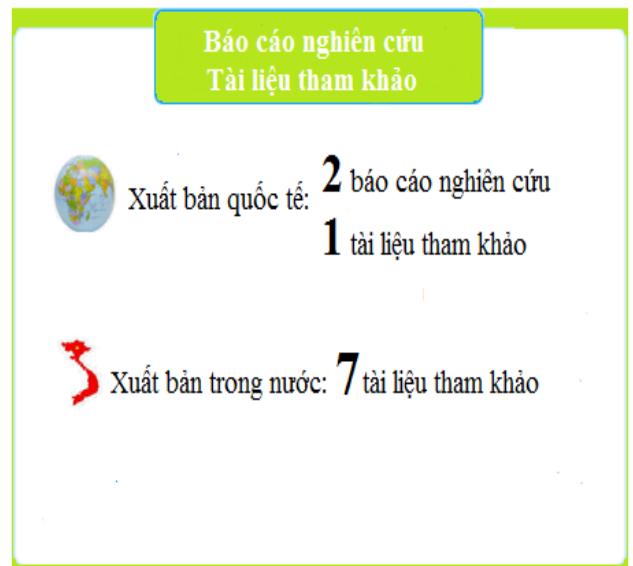 Báo cáo nghiên cứu
Tài liệu tham khảo
Xuất bản quốc tế: 2 báo cáo nghiên cứu
1 tài liệu tham khảo
Xuất bản trong nước: 7 tài liệu tham khảo